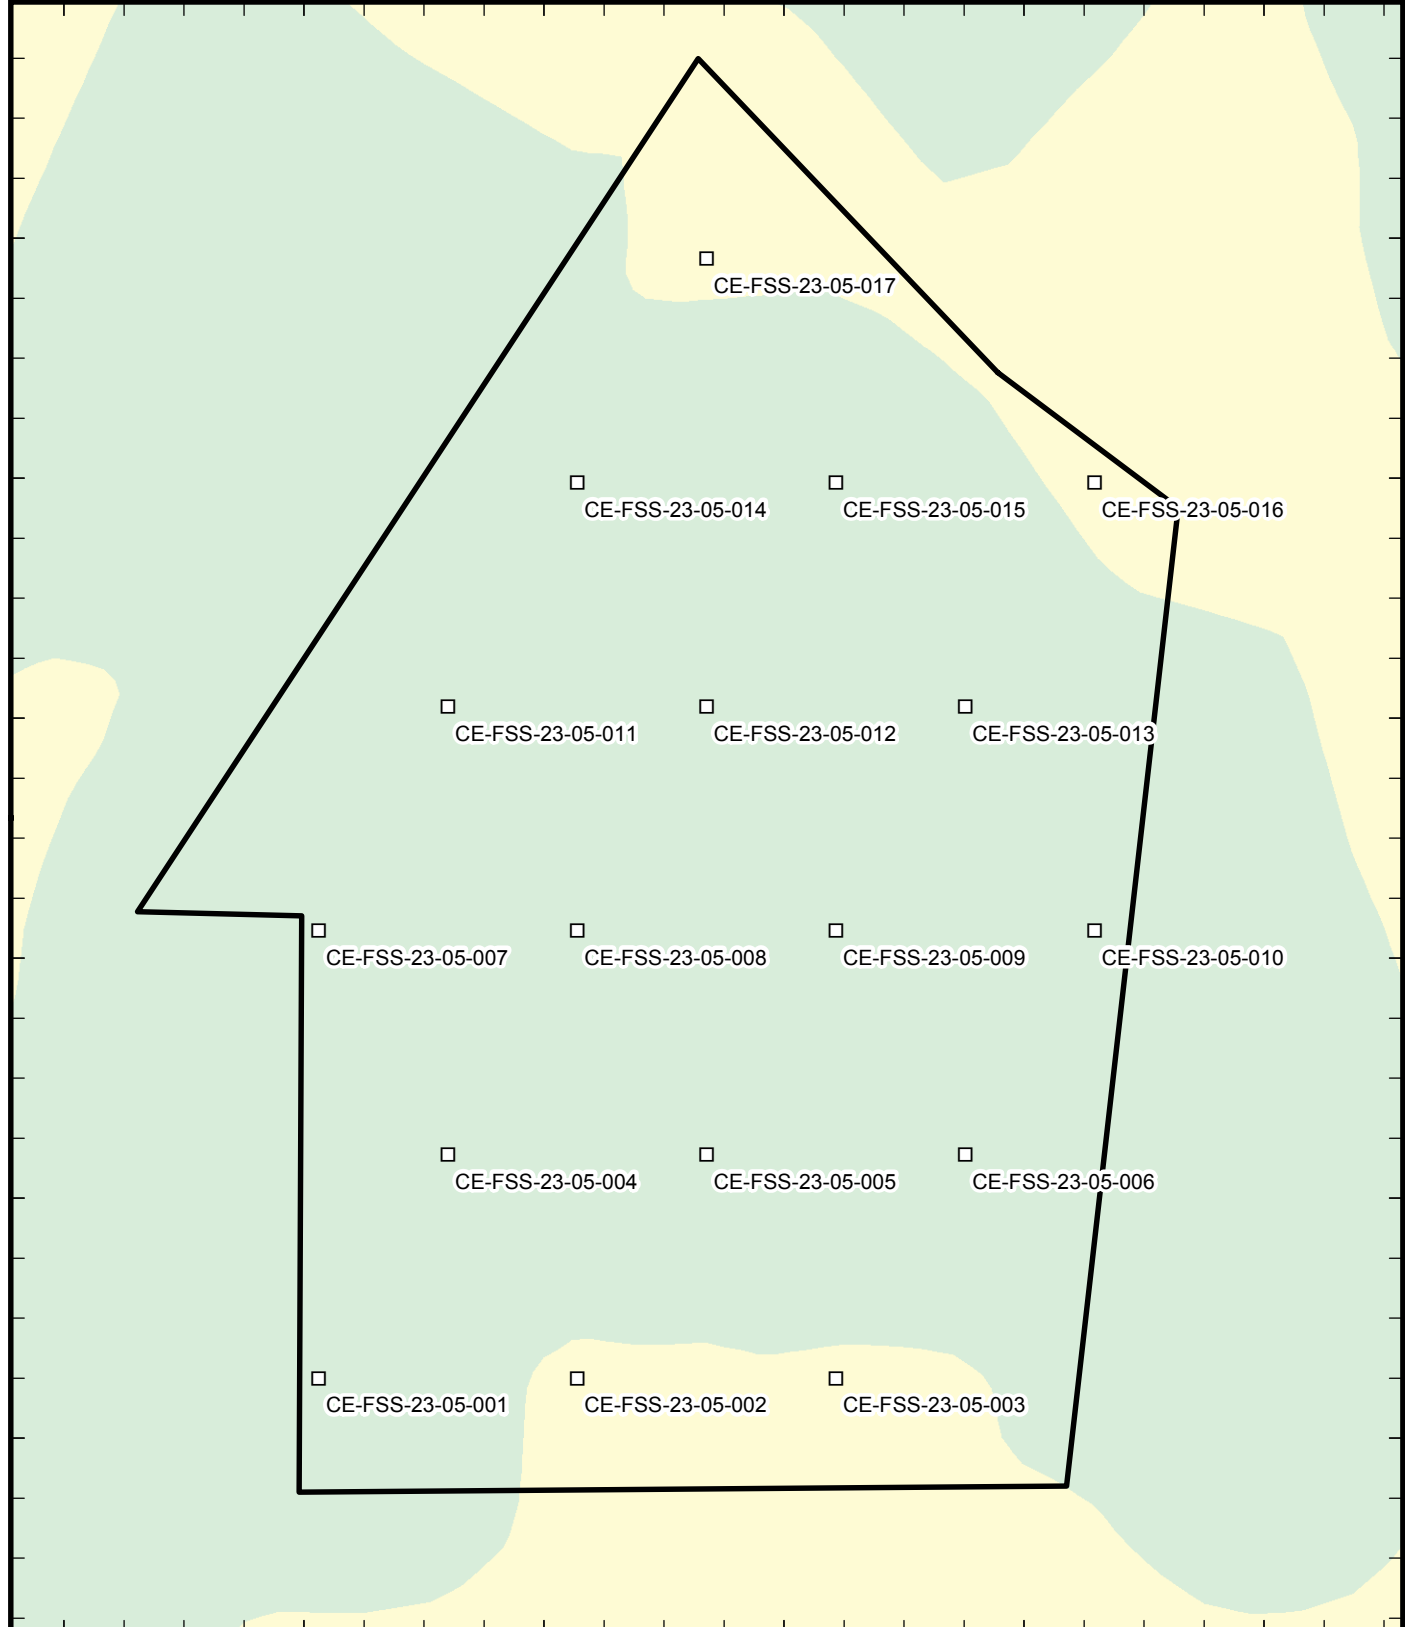 CE-FSS-23-05-017
CE-FSS-23-05-014
CE-FSS-23-05-015
CE-FSS-23-05-016
CE-FSS-23-05-011
CE-FSS-23-05-012
CE-FSS-23-05-013
CE-FSS-23-05-007
CE-FSS-23-05-008
CE-FSS-23-05-009
CE-FSS-23-05-010
CE-FSS-23-05-004
CE-FSS-23-05-005
CE-FSS-23-05-006
CE-FSS-23-05-001
CE-FSS-23-05-002
CE-FSS-23-05-003